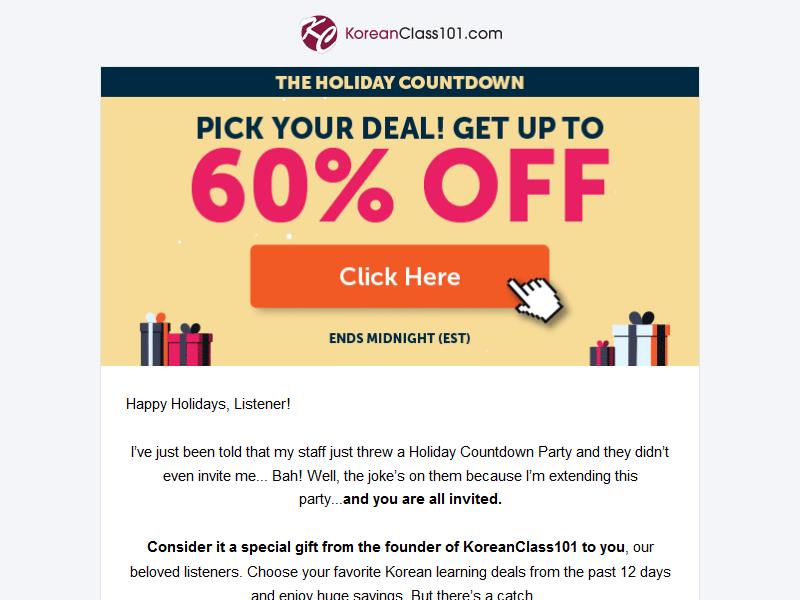 KoreanClass101.com
THE HOLIDAY COUNTDOWN
PICK YOUR DEAL! GET UP TO
60% OFF
Click Here
ENDS MIDNIGHT (EST)
Happy Holidays, Listener!
I've just been told that my staff just threw a Holiday Countdown Party and they didn't
even invite me... Bah! Well, the joke's on them because I'm extending this
party...and you are all invited.
Consider it a special gift from the founder of KoreanClass101 to you, our
beloved listeners. Choose your favorite Korean learning deals from the past 12 days
and enjoy huge savings. But there's a catch